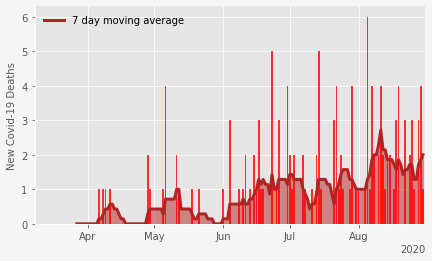 7 day moving average
New Covid-19 Deaths
6
5
4
3
2
1
0
Apr
May
Jun
Jul
Aug
2020